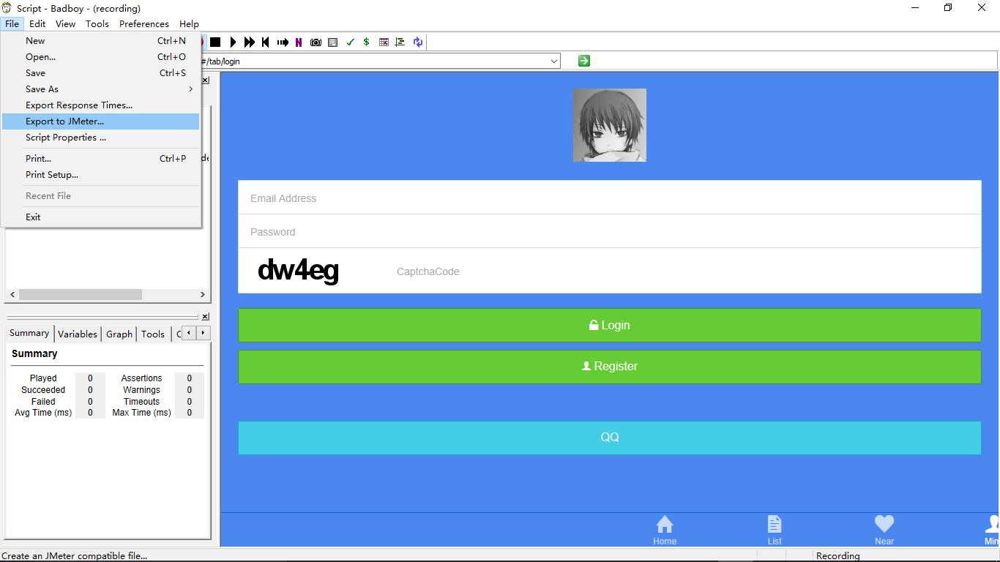 Script - Badboy - (recording)
File Edit View Tools Preferences Help
New Ctrl+N
Open... Ctrl+O
Save Ctrl+S
Save As
Export Response Times...
Export to JMeter...
Script Properties ...
Print... Ctrl+P
Print Setup...
Recent File
Exit
#/tab/login
Email Address
Password
dw4eg CaptchaCode
Login
Register
QQ
Home List Near Min
Summary Variables Graph Tools
Summary
Played 0 Assertions 0
Succeeded 0 Warnings 0
Failed 0 Timeouts 0
Avg Time (ms) 0 Max Time (ms) 0
Create an JMeter compatible file... Recording